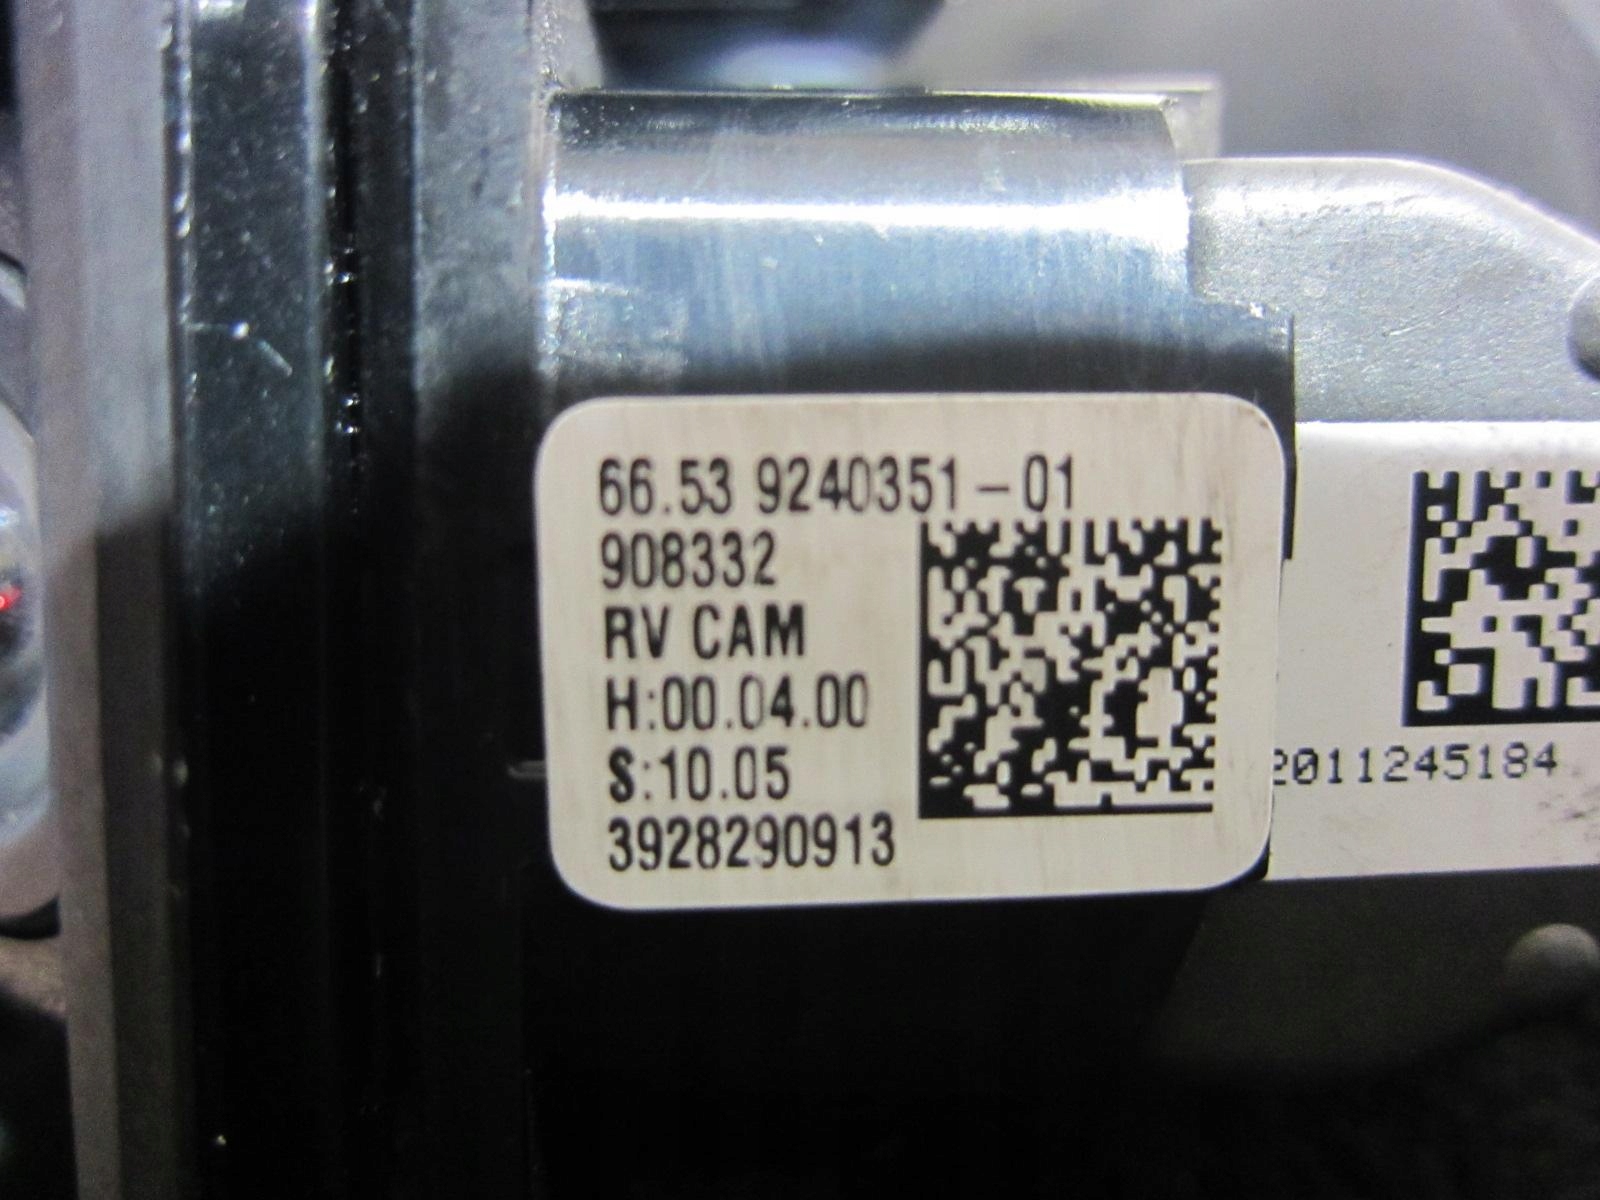 66.53 9240351-01
908332
RV CAM
H:00.04.00
S:10.05
3928290913
2011245184